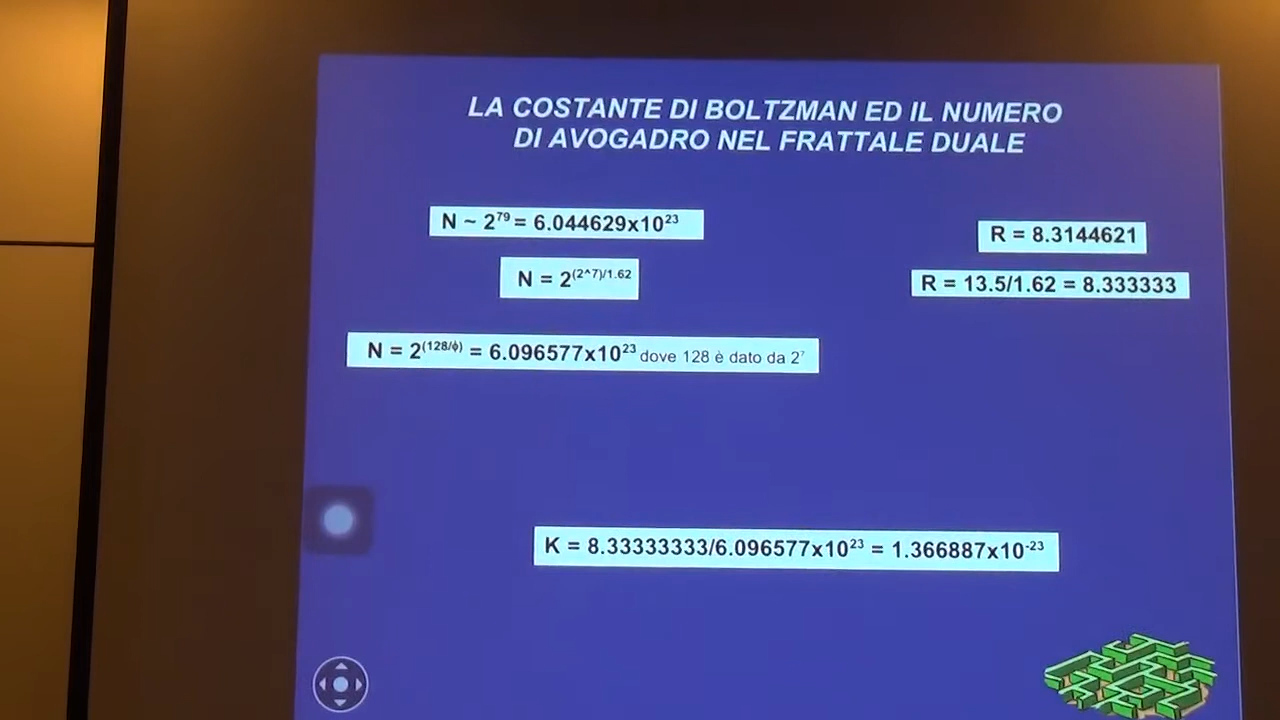 LA COSTANTE DI BOLTZMAN ED IL NUMERO
DI AVOGADRO NEL FRATTALE DUALE
N ~ 2⁷⁹ = 6.044629x10²³
R = 8.3144621
N = 2^(2^7)/1.62
R = 13.5/1.62 = 8.333333
N = 2^(128/ϕ) = 6.096577x10²³ dove 128 è dato da 2⁷
K = 8.33333333/6.096577x10²³ = 1.366887x10⁻²³